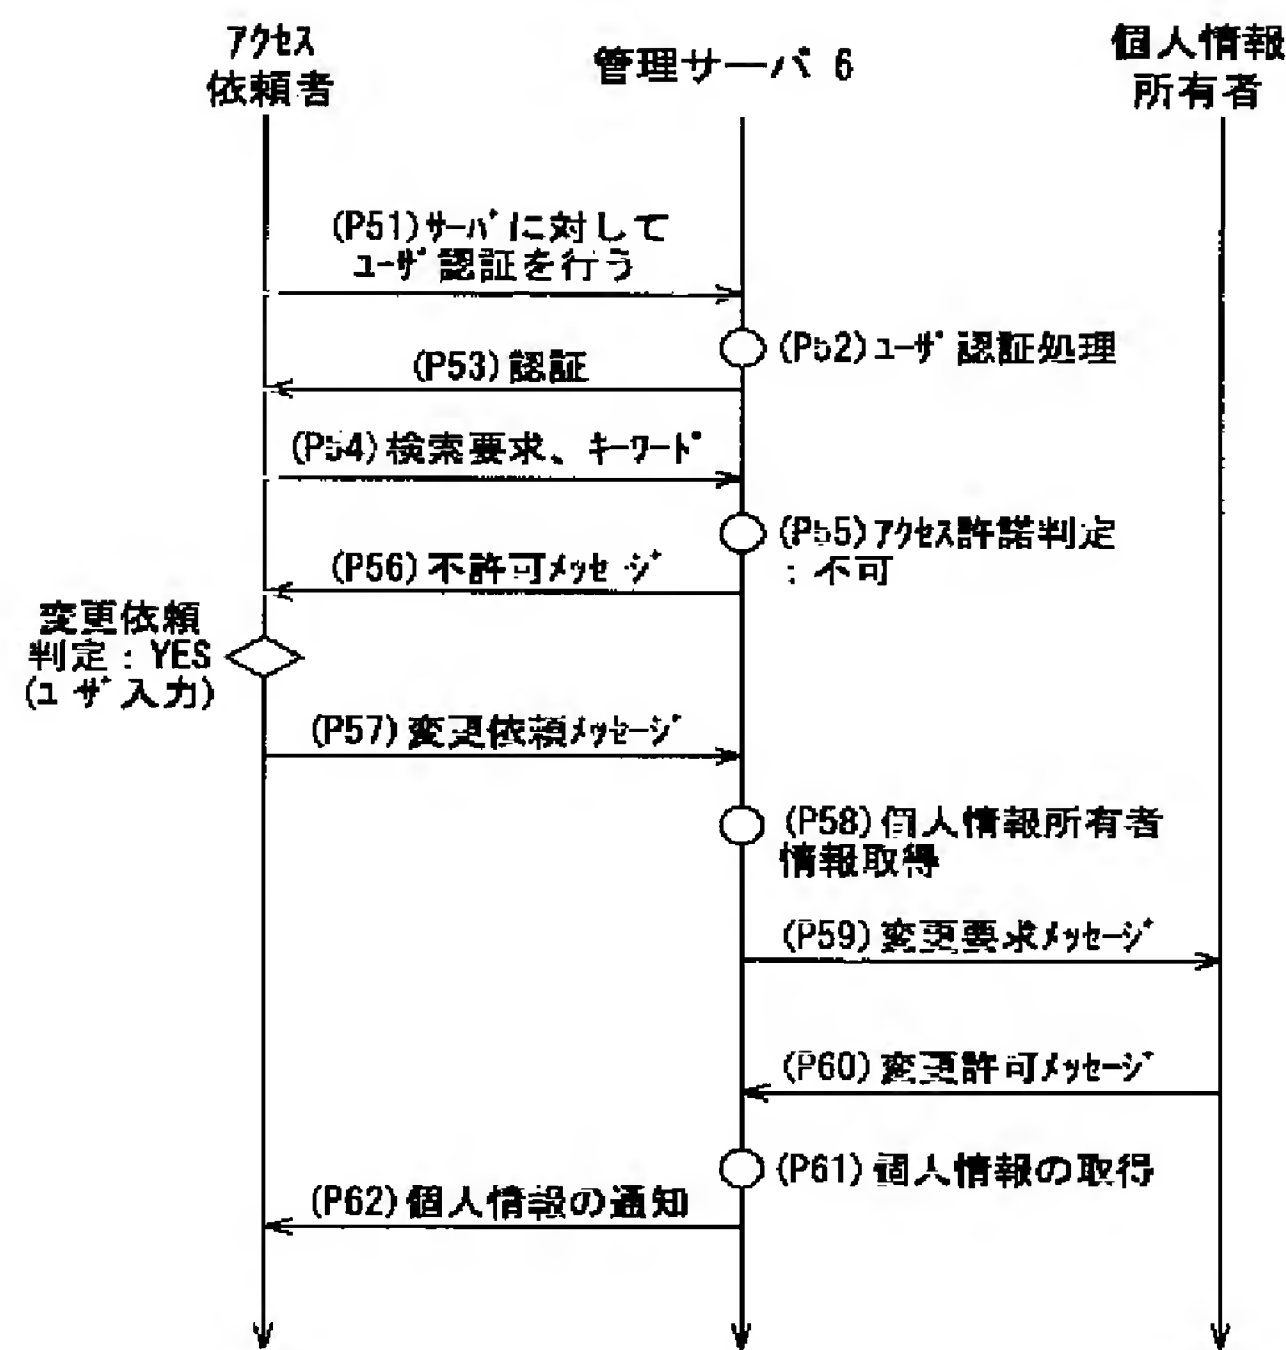 アクセス
依頼者
管理サーバ 6
個人情報
所有者
(P51)サーバに対して
ユーザ認証を行う
(P52)ユーザ認証処理
(P53)認証
(P54)検索要求、キーワード
(P55)アクセス許諾判定
:不可
(P56)不許可メッセージ
変更依頼
判定:YES
(ユーザ入力)
(P57)変更依頼メッセージ
(P58)個人情報所有者
情報取得
(P59)変更要求メッセージ
(P60)変更許可メッセージ
(P61)個人情報の取得
(P62)個人情報の通知